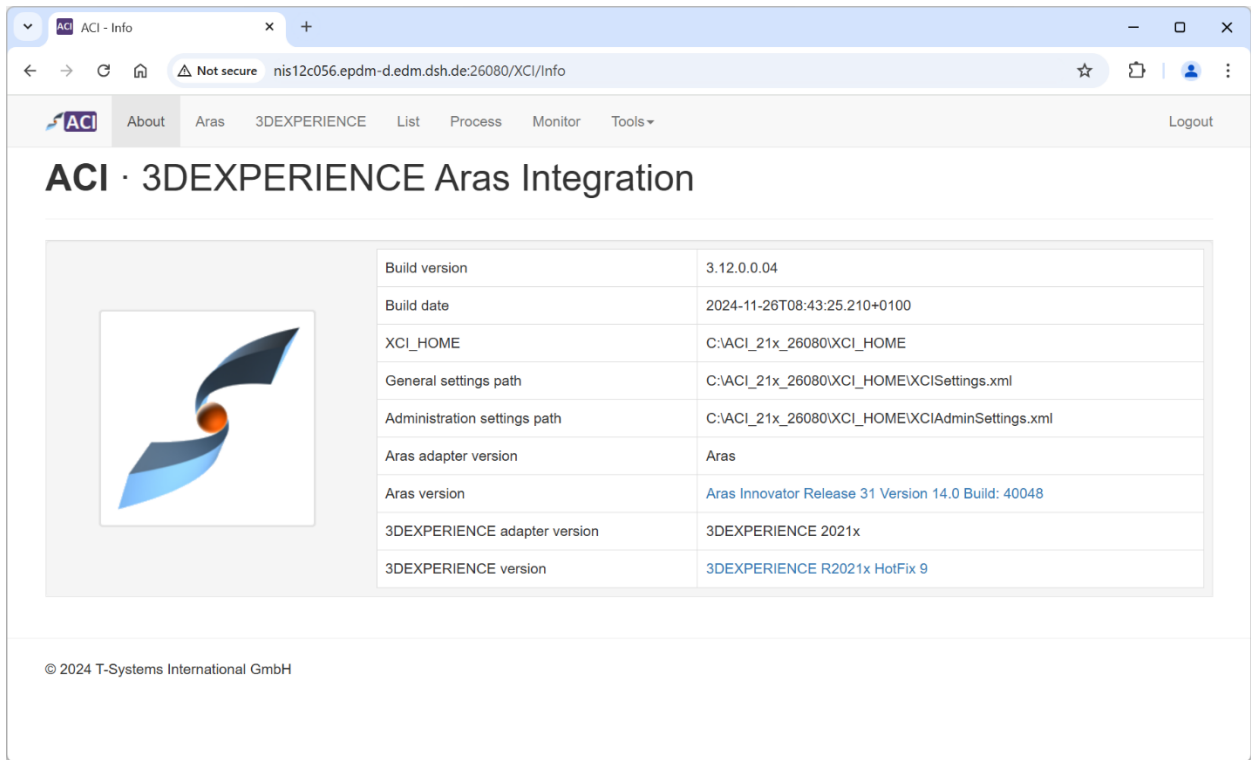 ACI ACI - Info
Not secure nis12c056.epdm-d.edm.dsh.de:26080/XCI/Info
ACI About Aras 3DEXPERIENCE List Process Monitor Tools Logout
ACI · 3DEXPERIENCE Aras Integration
Build version 3.12.0.0.04
Build date 2024-11-26T08:43:25.210+0100
XCI_HOME C:\ACI_21x_26080\XCI_HOME
General settings path C:\ACI_21x_26080\XCI_HOME\XCISettings.xml
Administration settings path C:\ACI_21x_26080\XCI_HOME\XCIAdminSettings.xml
Aras adapter version Aras
Aras version Aras Innovator Release 31 Version 14.0 Build: 40048
3DEXPERIENCE adapter version 3DEXPERIENCE 2021x
3DEXPERIENCE version 3DEXPERIENCE R2021x HotFix 9
© 2024 T-Systems International GmbH